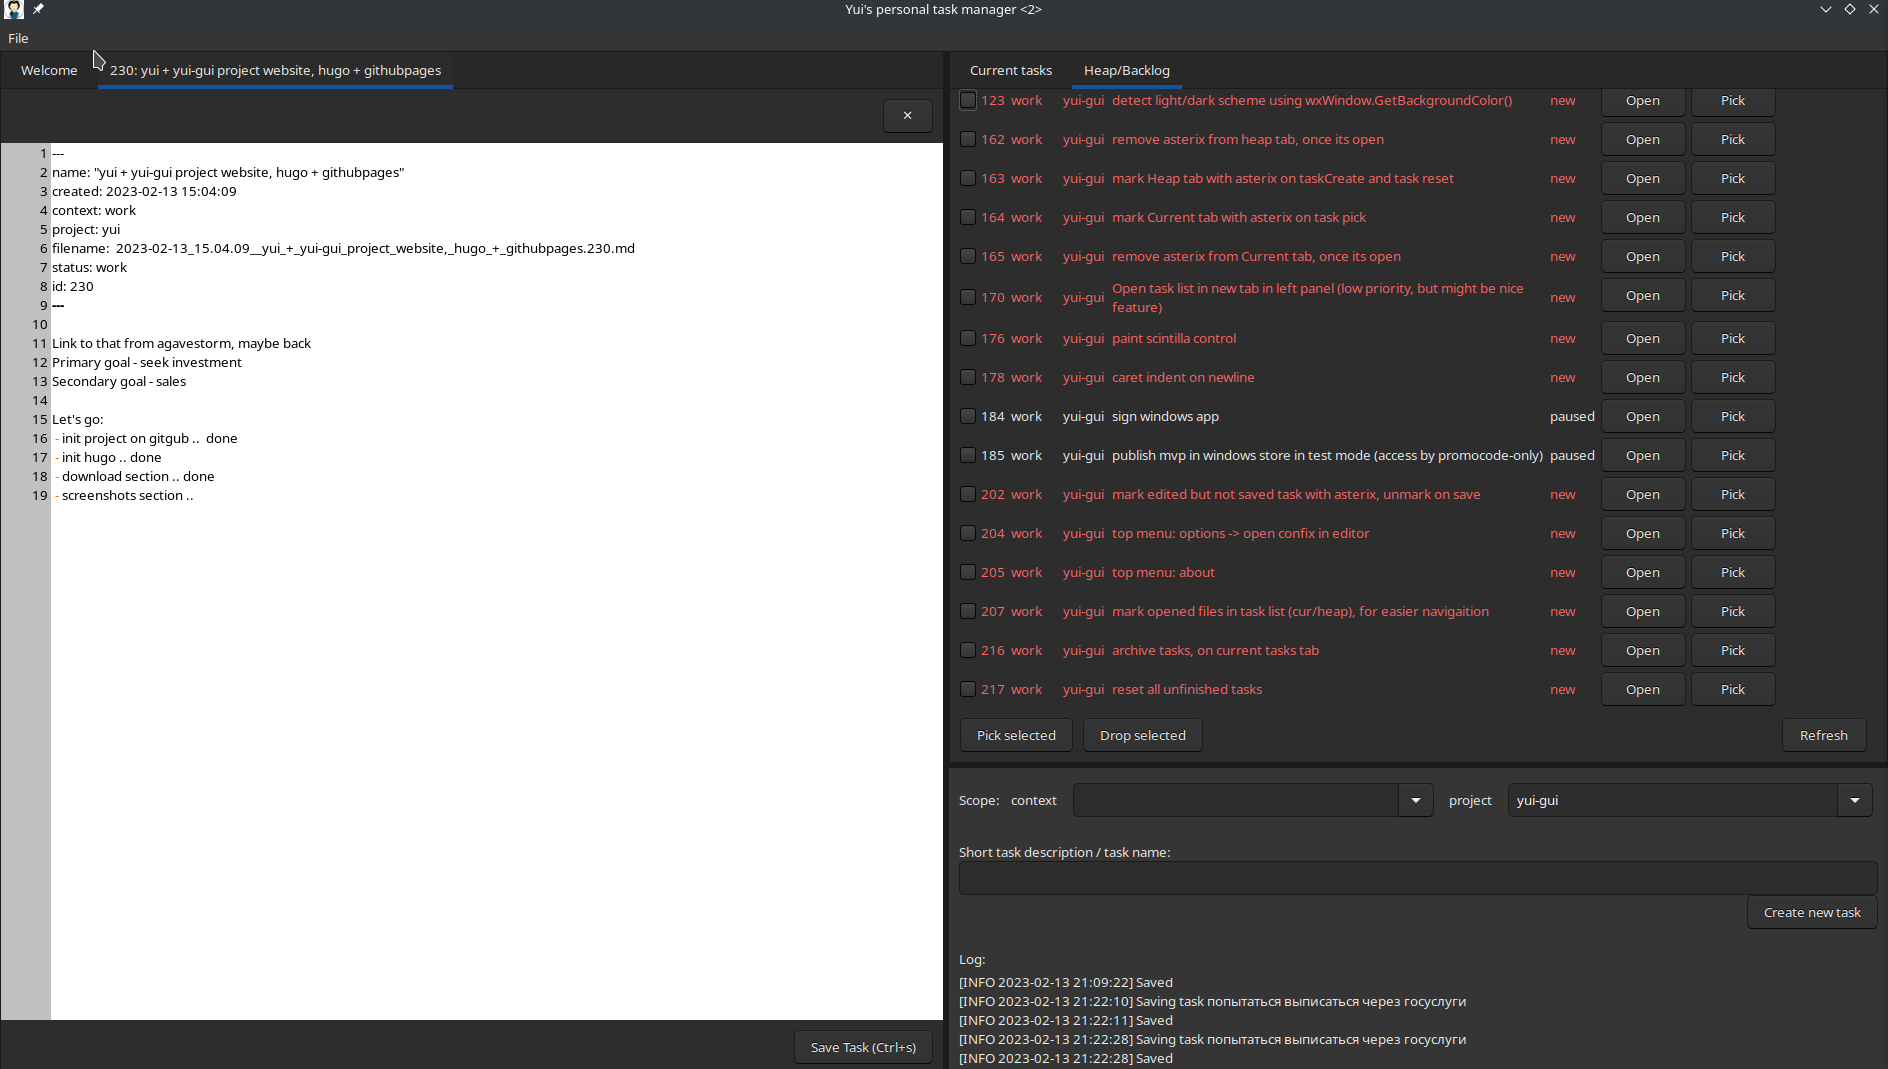 Yui's personal task manager <2>
File
Welcome
230: yui + yui-gui project website, hugo + githubpages
×
1 ---
2 name: "yui + yui-gui project website, hugo + githubpages"
3 created: 2023-02-13 15:04:09
4 context: work
5 project: yui
6 filename:  2023-02-13_15.04.09__yui_+_yui-gui_project_website,_hugo_+_githubpages.230.md
7 status: work
8 id: 230
9 ---
10
11 Link to that from agavestorm, maybe back
12 Primary goal - seek investment
13 Secondary goal - sales
14
15 Let's go:
16  - init project on gitgub ..  done
17  - init hugo .. done
18  - download section .. done
19  - screenshots section ..
Save Task (Ctrl+s)
Current tasks
Heap/Backlog
123 work yui-gui detect light/dark scheme using wxWindow.GetBackgroundColor() new Open Pick
162 work yui-gui remove asterix from heap tab, once its open new Open Pick
163 work yui-gui mark Heap tab with asterix on taskCreate and task reset new Open Pick
164 work yui-gui mark Current tab with asterix on task pick new Open Pick
165 work yui-gui remove asterix from Current tab, once its open new Open Pick
170 work yui-gui Open task list in new tab in left panel (low priority, but might be nice
feature) new Open Pick
176 work yui-gui paint scintilla control new Open Pick
178 work yui-gui caret indent on newline new Open Pick
184 work yui-gui sign windows app paused Open Pick
185 work yui-gui publish mvp in windows store in test mode (access by promocode-only) paused Open Pick
202 work yui-gui mark edited but not saved task with asterix, unmark on save new Open Pick
204 work yui-gui top menu: options -> open confix in editor new Open Pick
205 work yui-gui top menu: about new Open Pick
207 work yui-gui mark opened files in task list (cur/heap), for easier navigaition new Open Pick
216 work yui-gui archive tasks, on current tasks tab new Open Pick
217 work yui-gui reset all unfinished tasks new Open Pick
Pick selected
Drop selected
Refresh
Scope: context project yui-gui
Short task description / task name:
Create new task
Log:
[INFO 2023-02-13 21:09:22] Saved
[INFO 2023-02-13 21:22:10] Saving task попытаться выписаться через госуслуги
[INFO 2023-02-13 21:22:11] Saved
[INFO 2023-02-13 21:22:28] Saving task попытаться выписаться через госуслуги
[INFO 2023-02-13 21:22:28] Saved